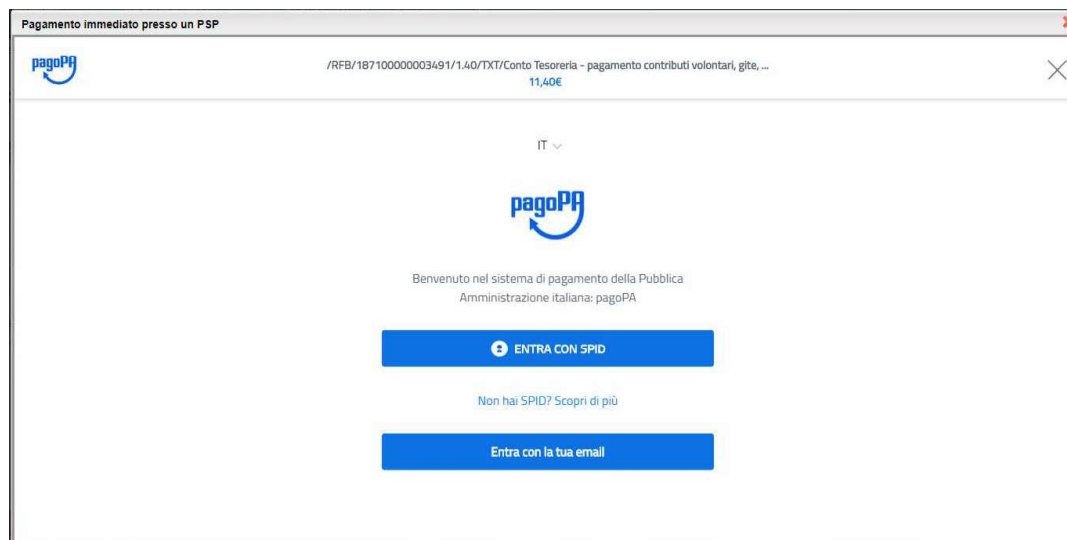 Pagamento immediato presso un PSP
pagoPA
/RFB/187100000003491/1.40/TXT/Conto Tesoreria - pagamento contributi volontari, gite, ...
11,40€
IT
pagoPA
Benvenuto nel sistema di pagamento della Pubblica
Amministrazione italiana: pagoPA
ENTRA CON SPID
Non hai SPID? Scopri di più
Entra con la tua email